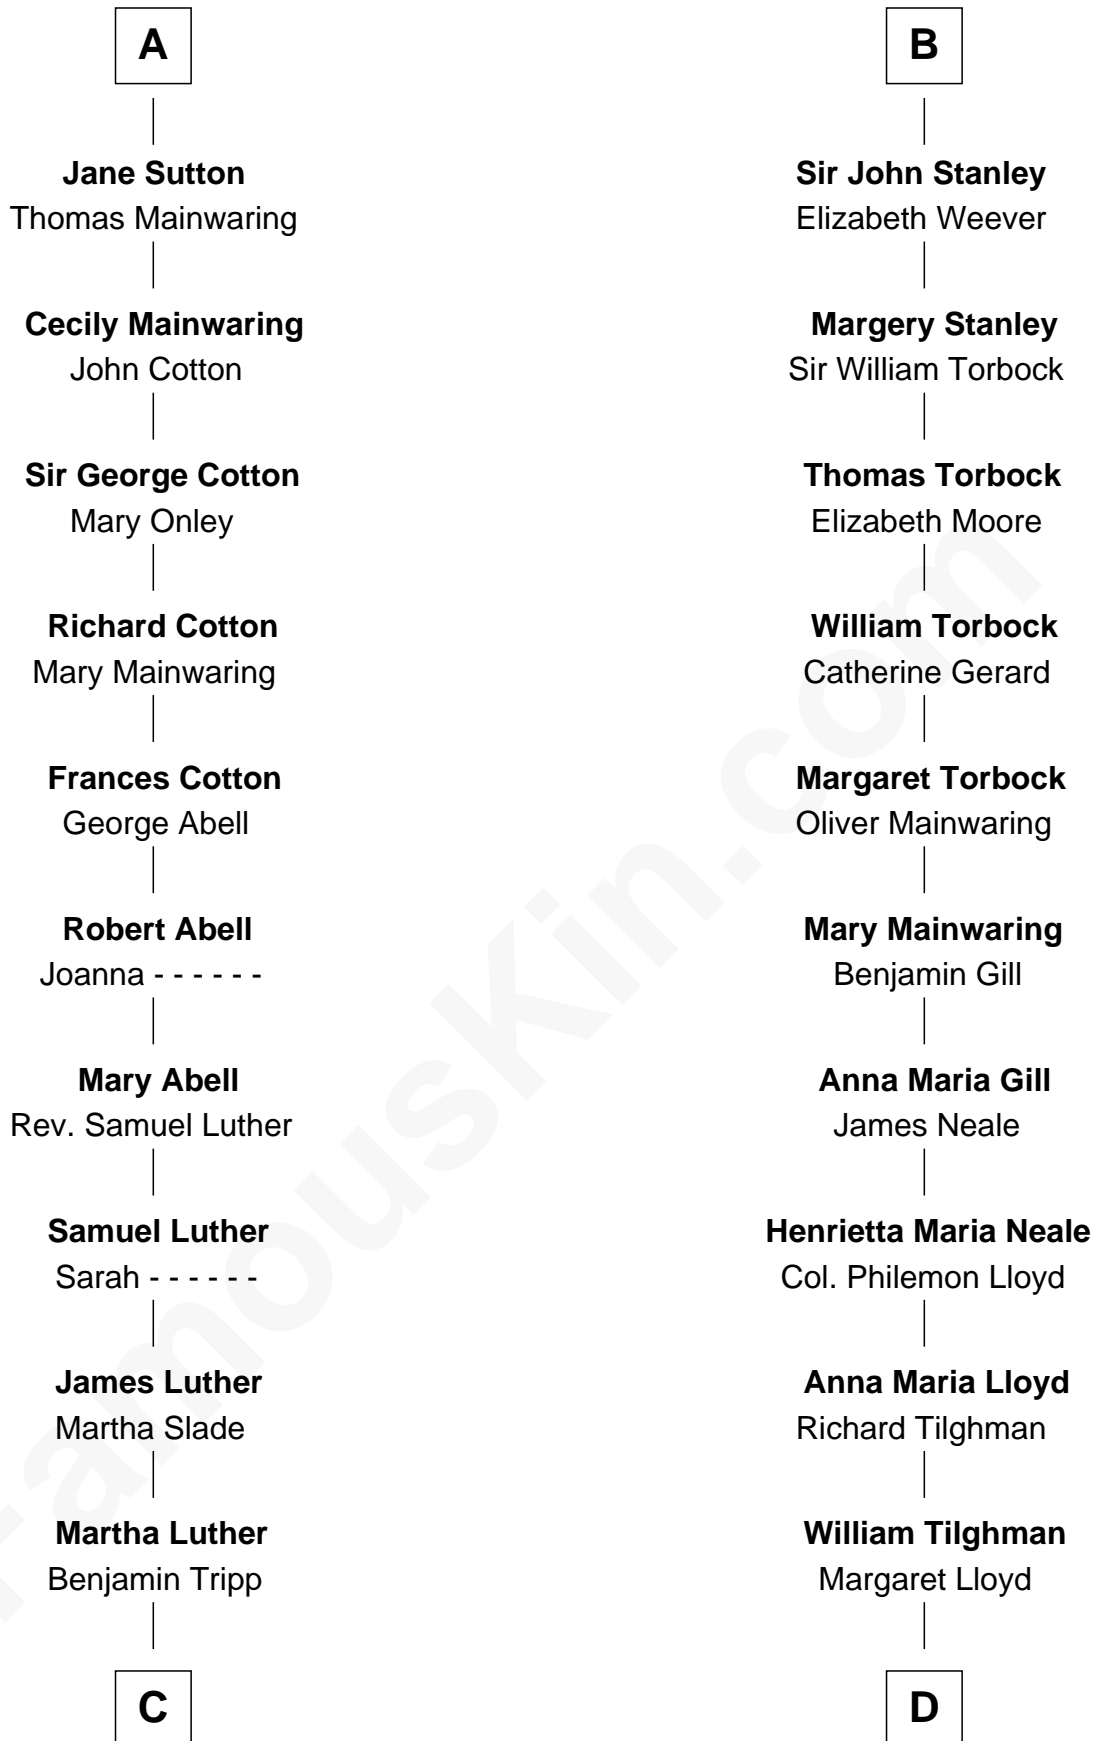 A
Jane Sutton
Thomas Mainwaring
Cecily Mainwaring
John Cotton
Sir George Cotton
Mary Onley
Richard Cotton
Mary Mainwaring
Frances Cotton
George Abell
Robert Abell
Joanna - - - - - -
Mary Abell
Rev. Samuel Luther
Samuel Luther
Sarah - - - - - -
James Luther
Martha Slade
Martha Luther
Benjamin Tripp
C
B
Sir John Stanley
Elizabeth Weever
Margery Stanley
Sir William Torbock
Thomas Torbock
Elizabeth Moore
William Torbock
Catherine Gerard
Margaret Torbock
Oliver Mainwaring
Mary Mainwaring
Benjamin Gill
Anna Maria Gill
James Neale
Henrietta Maria Neale
Col. Philemon Lloyd
Anna Maria Lloyd
Richard Tilghman
William Tilghman
Margaret Lloyd
D
FamousKin.com